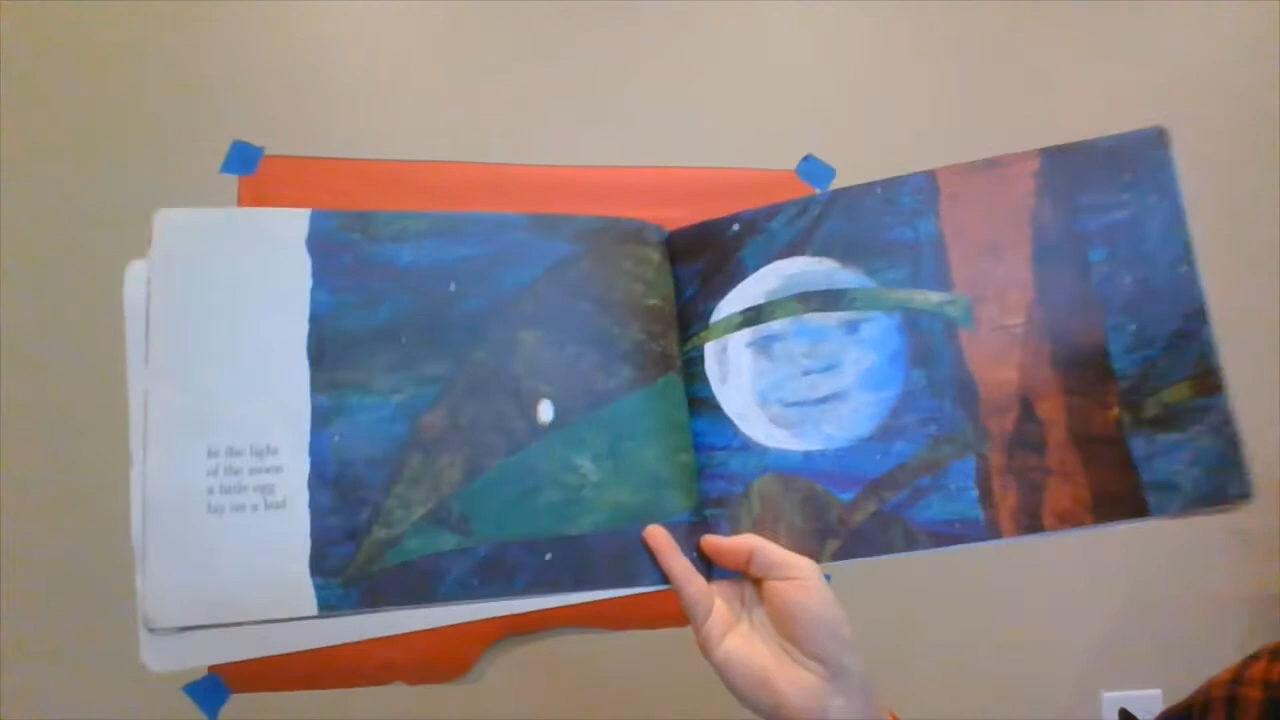 In the light
of the moon
a little egg
lay on a leaf